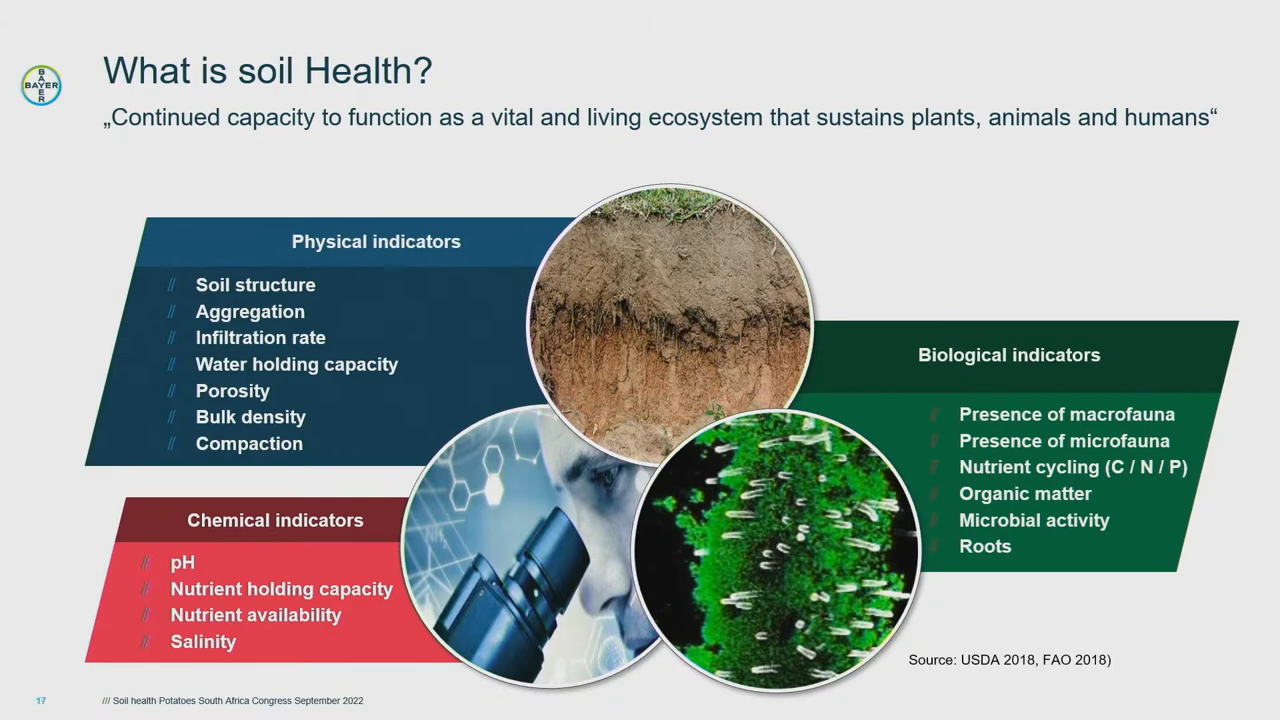 What is soil Health?
BAYER
BAYER
„Continued capacity to function as a vital and living ecosystem that sustains plants, animals and humans“
Physical indicators
// Soil structure
// Aggregation
// Infiltration rate
// Water holding capacity
// Porosity
// Bulk density
// Compaction
Biological indicators
// Presence of macrofauna
// Presence of microfauna
// Nutrient cycling (C / N / P)
// Organic matter
// Microbial activity
// Roots
Chemical indicators
// pH
// Nutrient holding capacity
// Nutrient availability
// Salinity
NH₃
Source: USDA 2018, FAO 2018)
17
/// Soil health Potatoes South Africa Congress September 2022